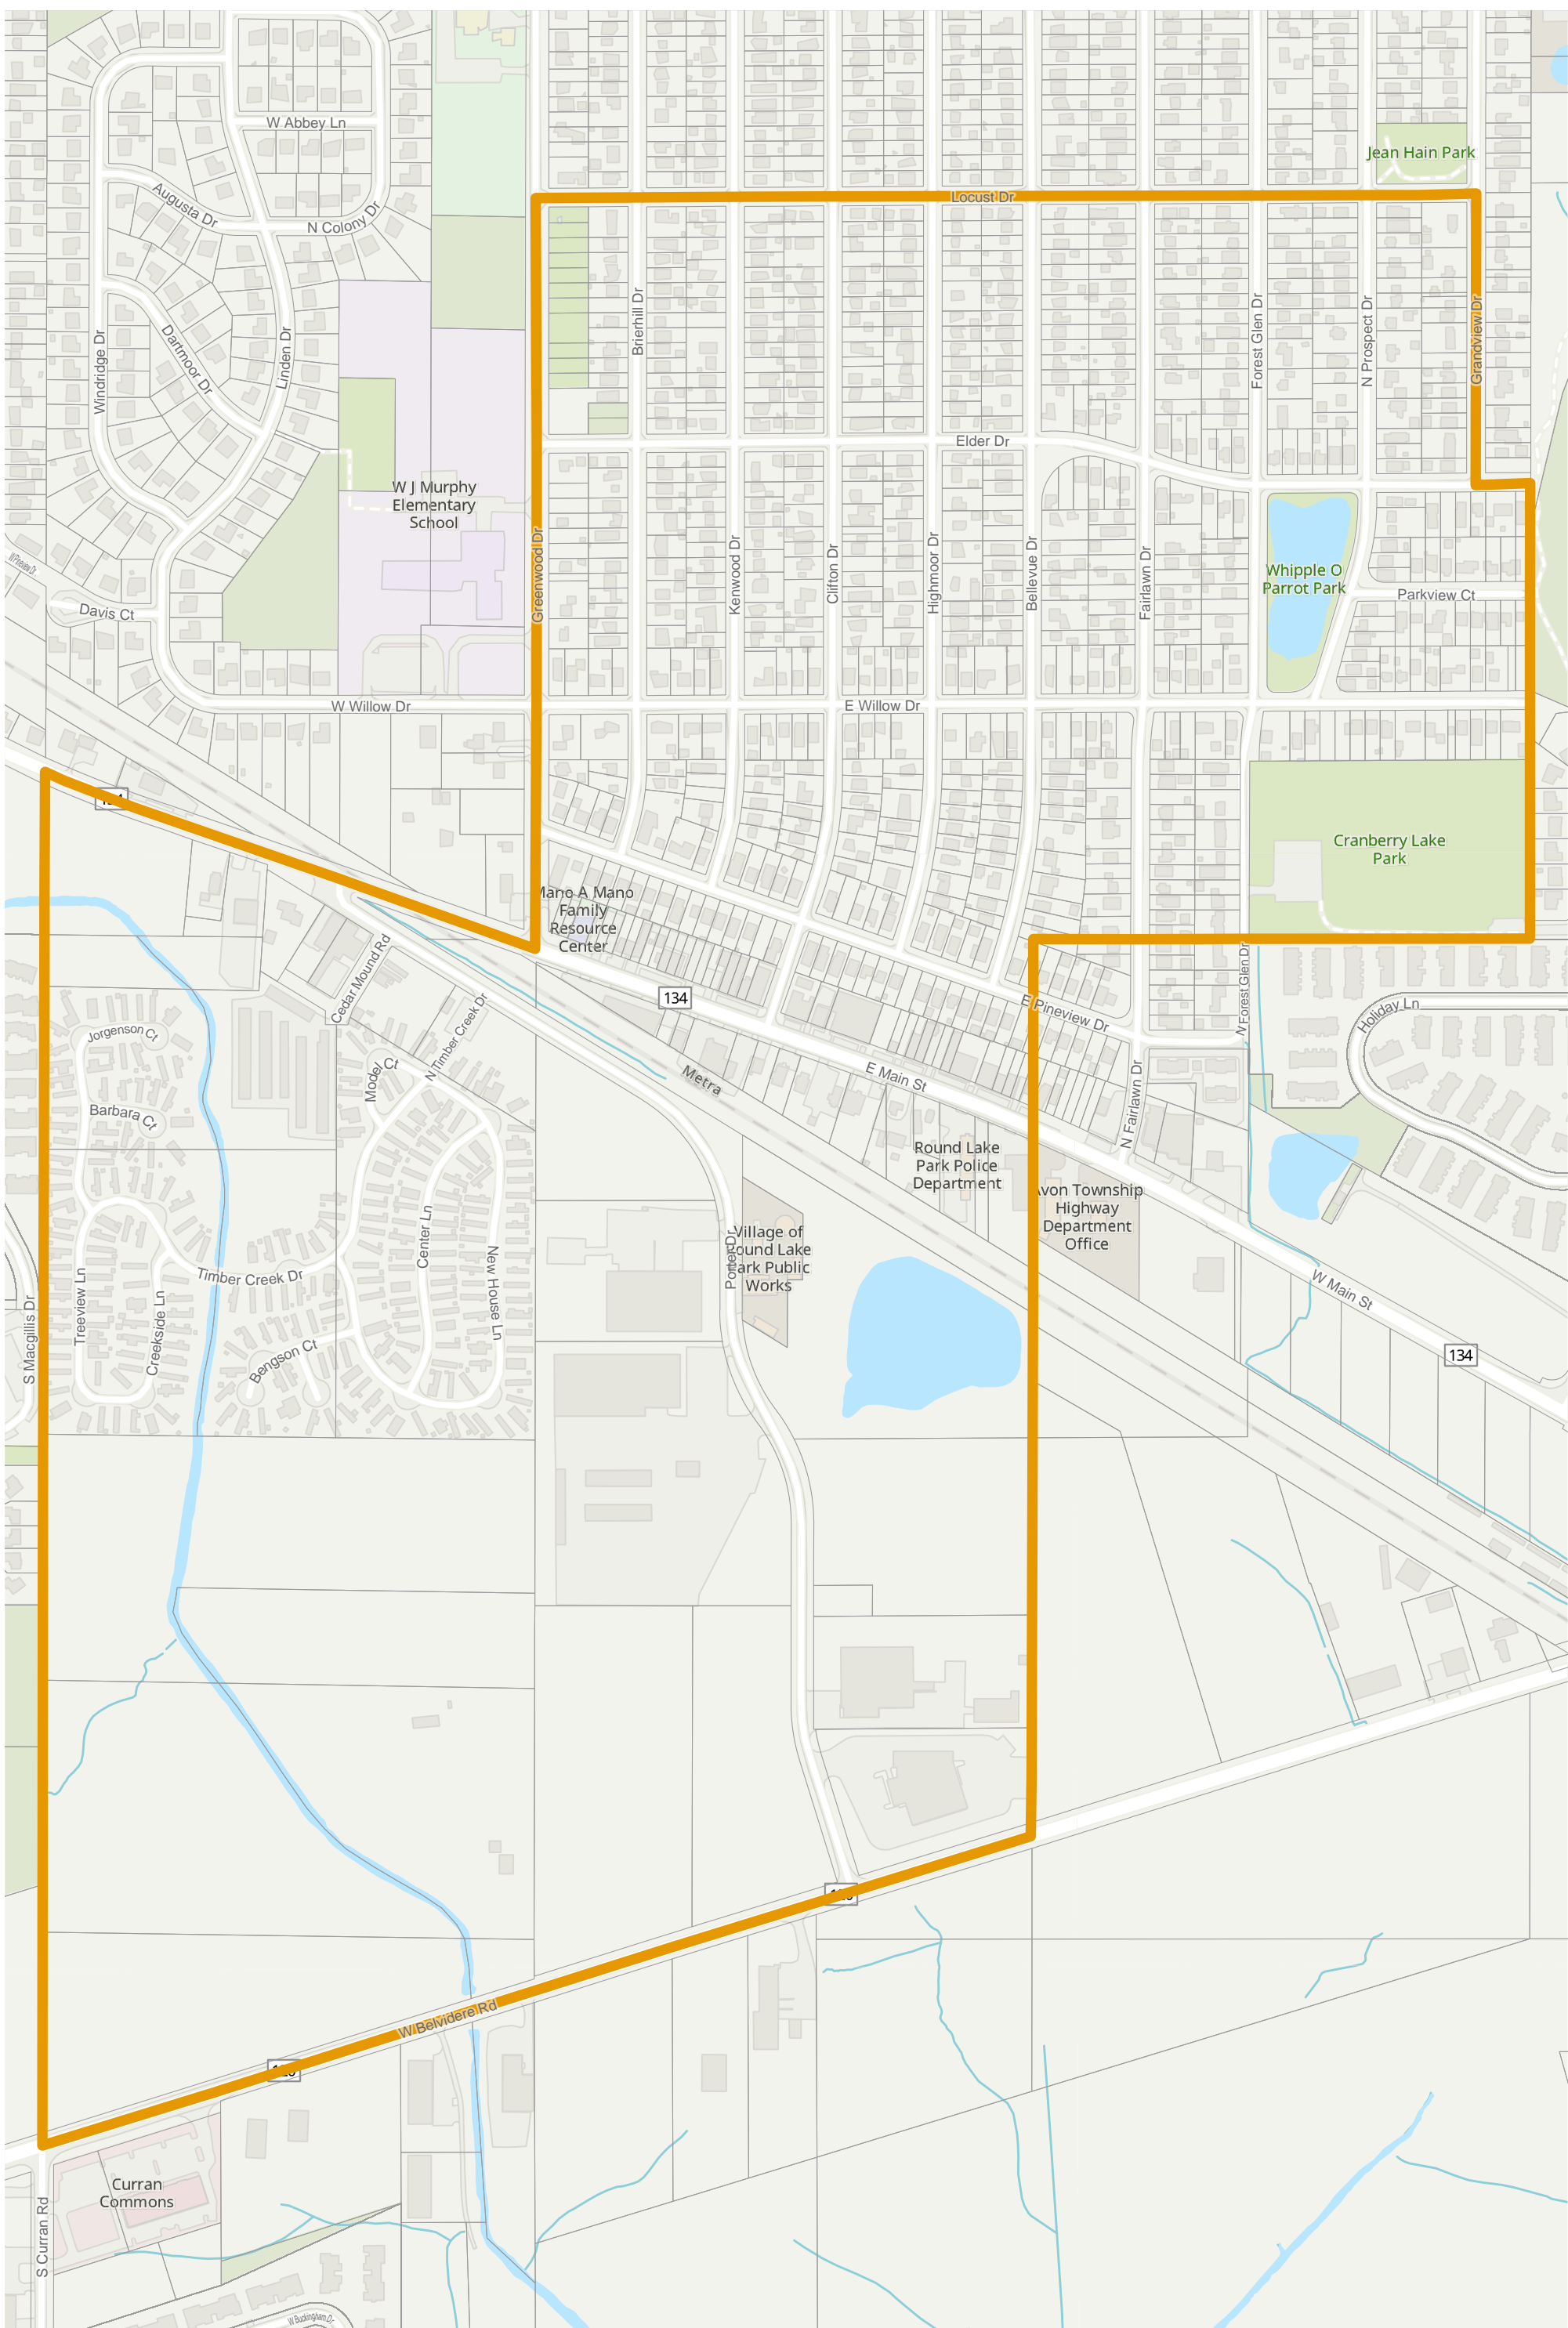 W Abbey Ln
Jean Hain Park
Augusta Dr
N Colony Dr
Locust Dr
Windridge Dr
Dartmoor Dr
Linden Dr
Brierhill Dr
Forest Glen Dr
N Prospect Dr
Grandview Dr
Elder Dr
W J Murphy
Elementary
School
Greenwood Dr
Kenwood Dr
Clifton Dr
Highmoor Dr
Bellevue Dr
Fairlawn Dr
Whipple O
Parrot Park
Parkview Ct
Davis Ct
W Willow Dr
E Willow Dr
Cranberry Lake
Park
Mano A Mano
Family
Resource
Center
134
Cedar Mound Rd
N Timber Creek Dr
E Pineview Dr
N Forest Glen Dr
Holiday Ln
Jorgenson Ct
Model Ct
Metra
E Main St
Barbara Ct
N Fairlawn Dr
Round Lake
Park Police
Department
Avon Township
Highway
Department
Office
Village of
Round Lake
Park Public
Works
Porter Dr
Center Ln
New House Ln
Timber Creek Dr
Treeview Ln
Creekside Ln
S Macgillis Dr
Bengson Ct
W Main St
134
W Belvidere Rd
Curran
Commons
S Curran Rd
W Buckingham Dr